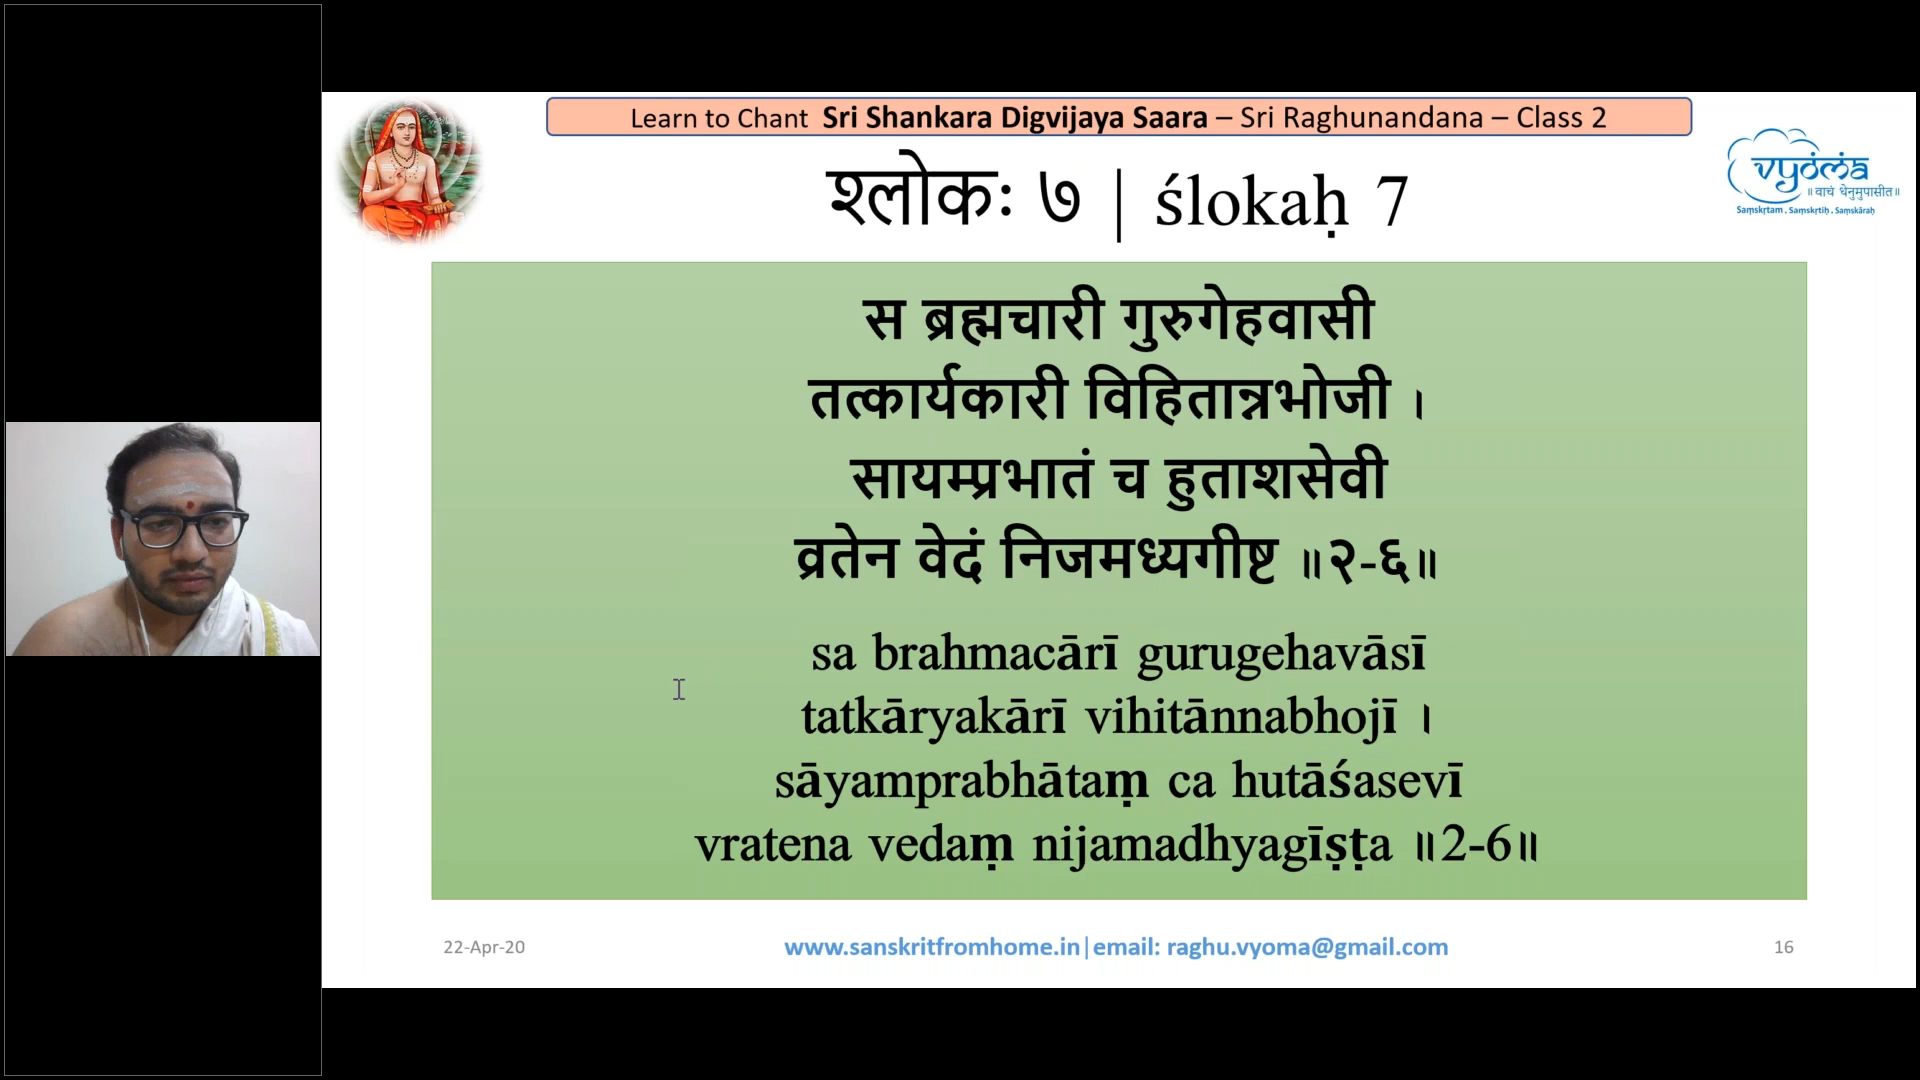 Learn to Chant Sri Shankara Digvijaya Saara – Sri Raghunandana – Class 2
श्लोकः ७ | ślokaḥ 7
vyoma
॥ वाचं धेनुमुपासीत॥
Saṃskṛtam . Saṃskṛtiḥ . Saṃskāraḥ
स ब्रह्मचारी गुरुगेहवासी
तत्कार्यकारी विहितान्नभोजी ।
सायम्प्रभातं च हुताशसेवी
व्रतेन वेदं निजमध्यगीष्ट ॥२-६॥
sa brahmacārī gurugehavāsī
tatkāryakārī vihitānnabhojī ।
sāyamprabhātaṃ ca hutāśasevī
vratena vedaṃ nijamadhyagīṣṭa ॥2-6॥
22-Apr-20
www.sanskritfromhome.in|email: raghu.vyoma@gmail.com
16